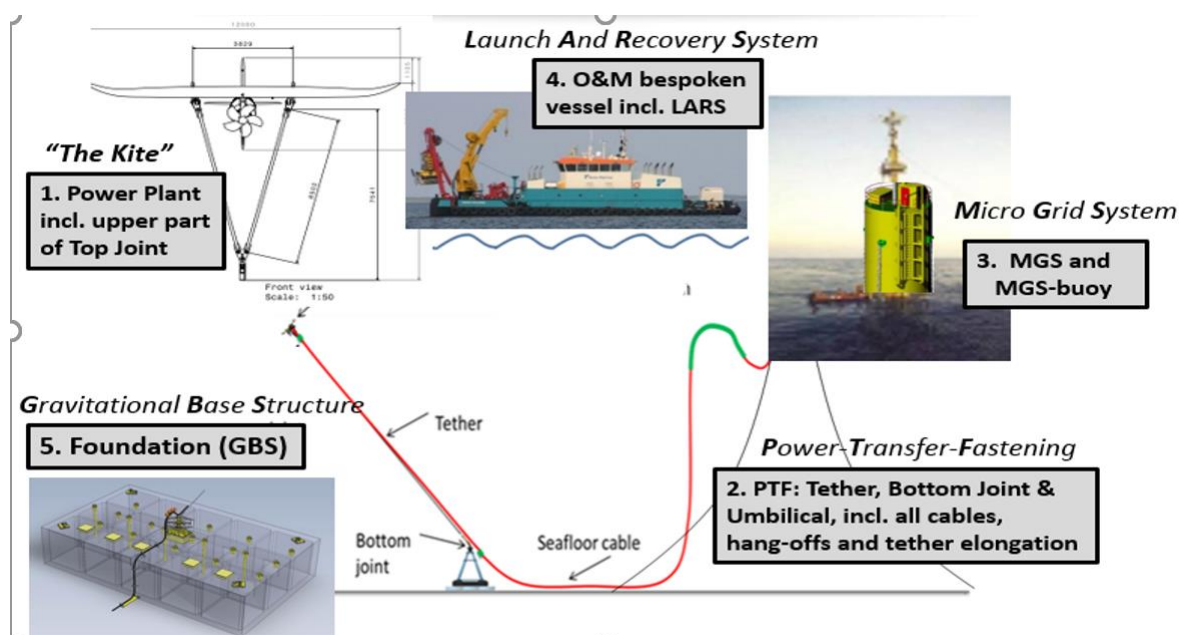 12000
3829
Launch And Recovery System
4. O&M bespoken
vessel incl. LARS
"The Kite"
1. Power Plant
incl. upper part
of Top Joint
8502
7541
Front view
Scale: 1:50
Micro Grid System
3. MGS and
MGS-buoy
Gravitational Base Structure
5. Foundation (GBS)
Tether
Power-Transfer-Fastening
2. PTF: Tether, Bottom Joint &
Umbilical, incl. all cables,
hang-offs and tether elongation
Bottom
joint
Seafloor cable